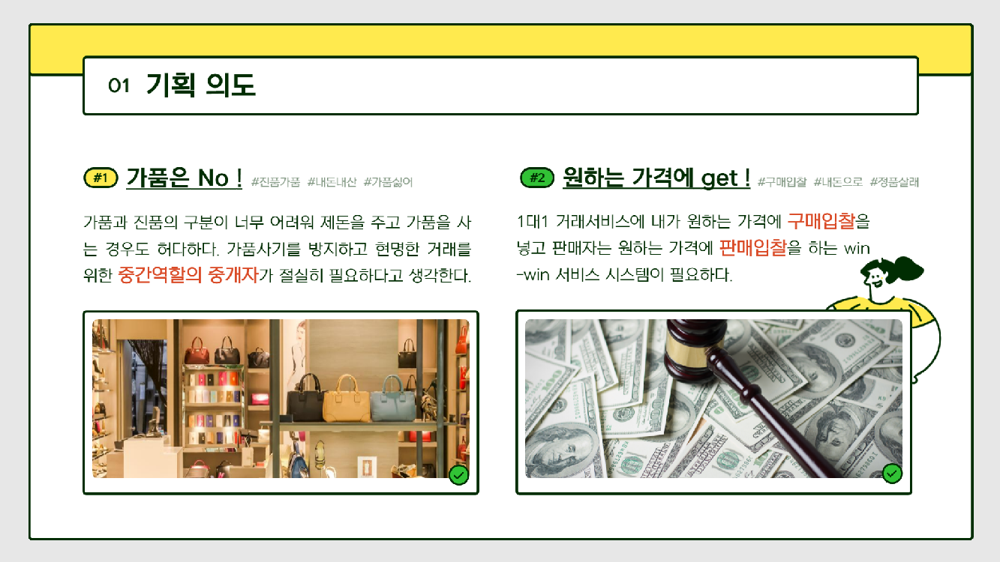 01 기획 의도
#1 가품은 No ! #진품가품 #내돈내산 #가품싫어
가품과 진품의 구분이 너무 어려워 제돈을 주고 가품을 사
는 경우도 허다하다. 가품사기를 방지하고 현명한 거래를
위한 중간역할의 중개자가 절실히 필요하다고 생각한다.
#2 원하는 가격에 get ! #구매입찰 #내돈으로 #정품살래
1대1 거래서비스에 내가 원하는 가격에 구매입찰을
넣고 판매자는 원하는 가격에 판매입찰을 하는 win
-win 서비스 시스템이 필요하다.